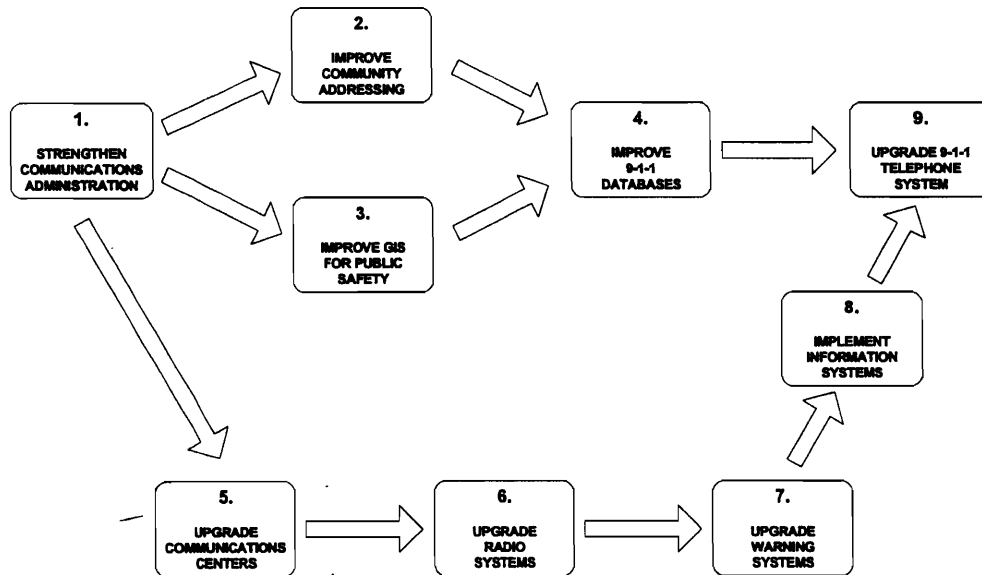 1.
STRENGTHEN
COMMUNICATIONS
ADMINISTRATION
2.
IMPROVE
COMMUNITY
ADDRESSING
3.
IMPROVE GIS
FOR PUBLIC
SAFETY
4.
IMPROVE
9-1-1
DATABASES
9.
UPGRADE 9-1-1
TELEPHONE
SYSTEM
8.
IMPLEMENT
INFORMATION
SYSTEMS
5.
UPGRADE
COMMUNICATIONS
CENTERS
6.
UPGRADE
RADIO
SYSTEMS
7.
UPGRADE
WARNING
SYSTEMS